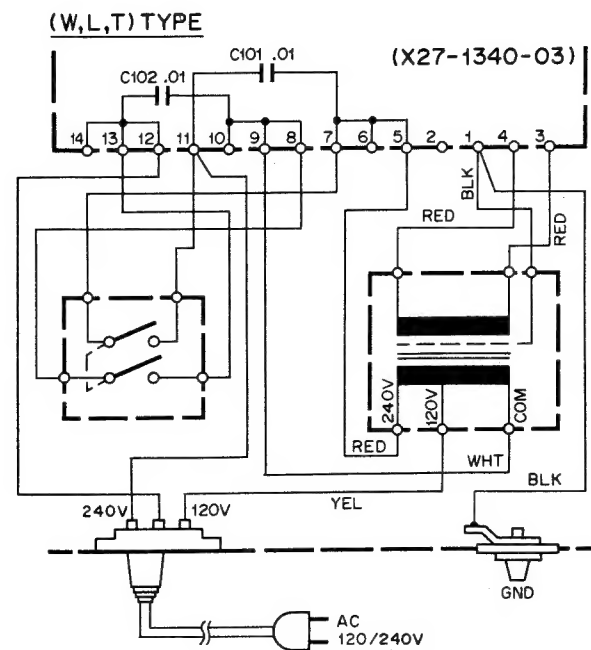 (W,L,T) TYPE
(X27-1340-03)
C101 .01
C102 .01
14 13 12 11 10 9 8 7 6 5 2 1 4 3
BLK
RED
RED
240V
120V
COM
RED
WHT
240V
120V
YEL
BLK
GND
AC
120/240V